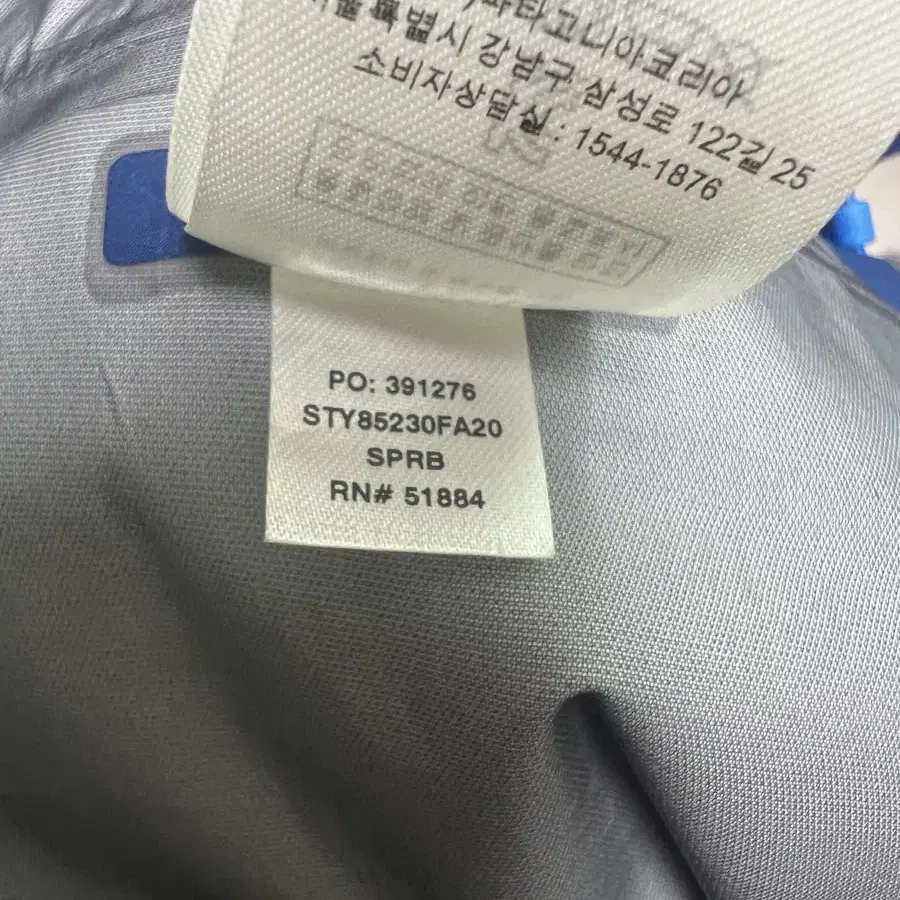 파타고니아코리아
특별시 강남구 삼성로 122길 25
소비자상담실 : 1544-1876
PO: 391276
STY85230FA20
SPRB
RN# 51884